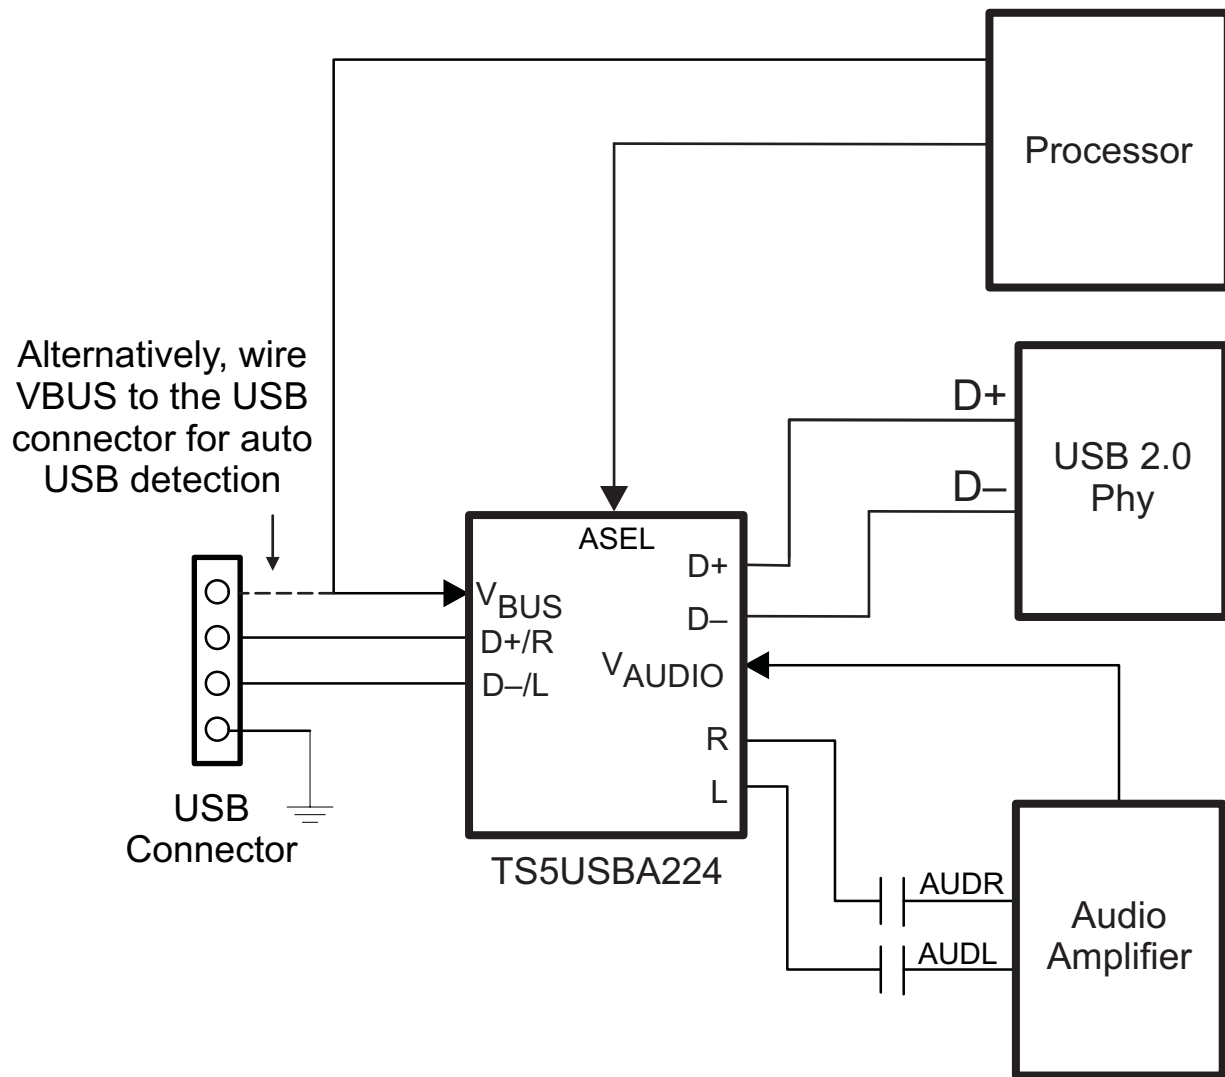 Processor
Alternatively, wire
VBUS to the USB
connector for auto
USB detection
D+
D–
USB 2.0
Phy
ASEL
VBUS
D+/R
D–/L
D+
D–
VAUDIO
R
L
USB
Connector
TS5USBA224
AUDR
AUDL
Audio
Amplifier